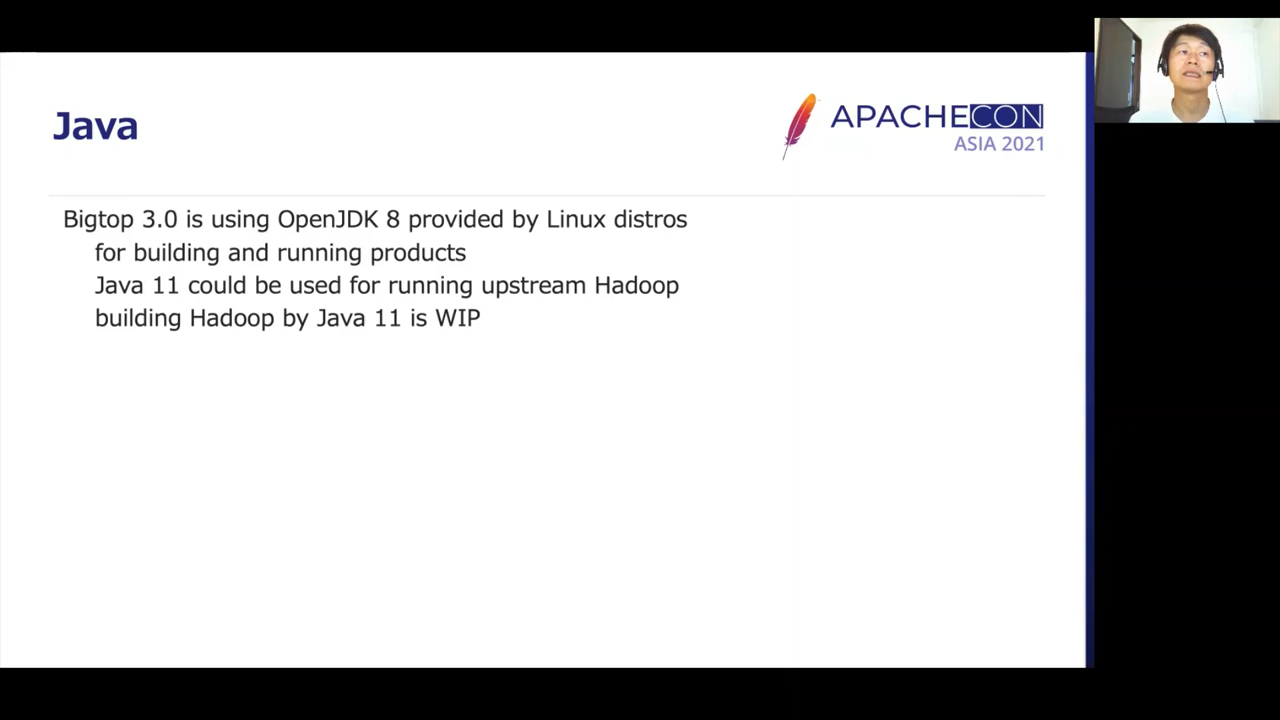 Java
APACHECON
ASIA 2021
Bigtop 3.0 is using OpenJDK 8 provided by Linux distros
for building and running products
Java 11 could be used for running upstream Hadoop
building Hadoop by Java 11 is WIP